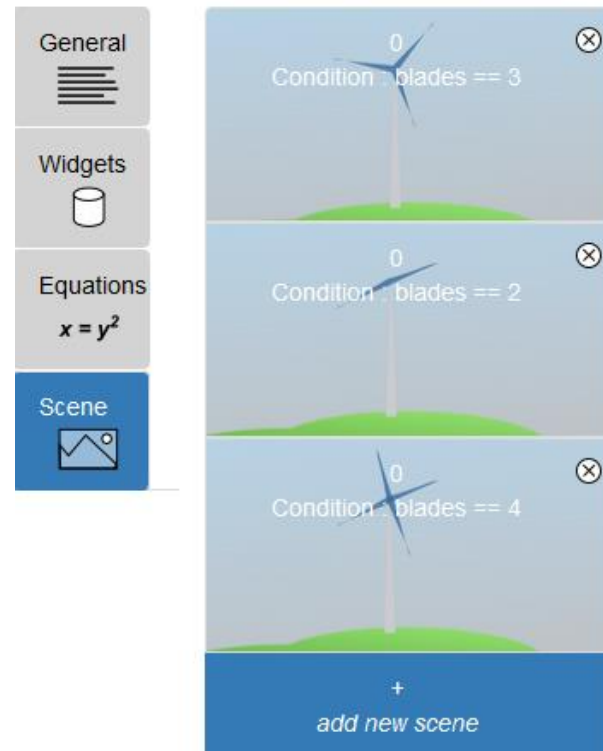 General
Widgets
Equations
x = y²
Scene
0
Condition : blades == 3
0
Condition : blades == 2
0
Condition : blades == 4
+
add new scene